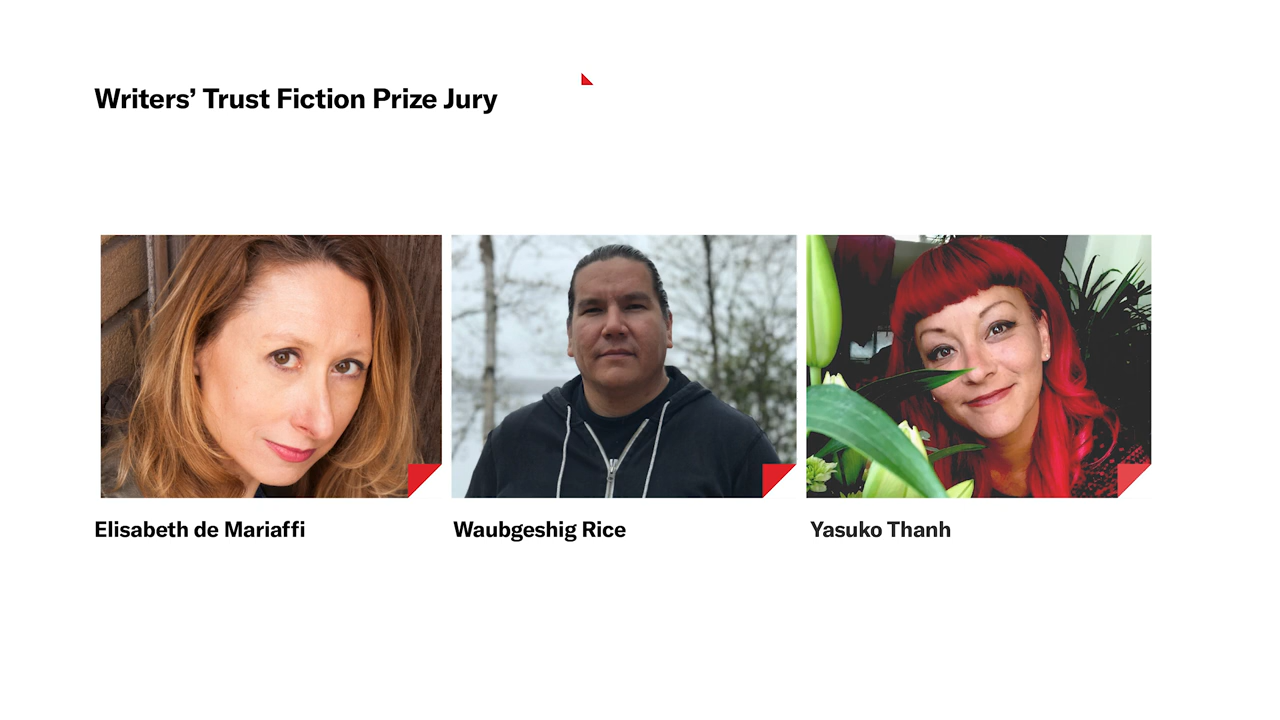 Writers’ Trust Fiction Prize Jury
Elisabeth de Mariaffi
Waubgeshig Rice
Yasuko Thanh